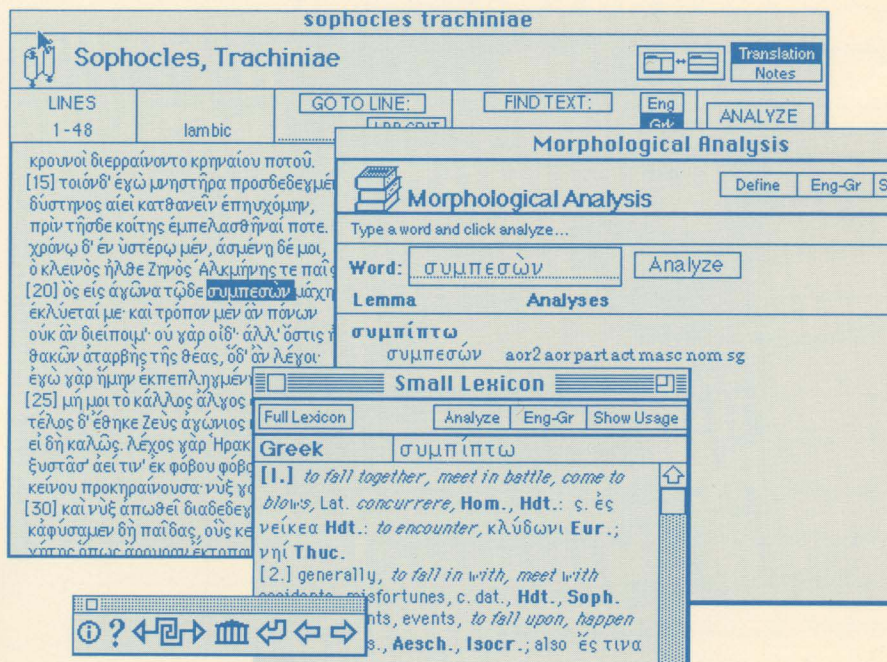 sophocles trachiniae
Sophocles, Trachiniae
Translation
Notes
LINES
1-48
Iambic
GO TO LINE:
FIND TEXT:
Eng
Grk
ANALYZE
κρουνοὶ διερραίνοντο κρηναίου ποτοῦ.
[15] τοιόνδ' ἐγὼ μνηστῆρα προσδεδεγμέ
δύστηνος αἰεὶ κατθανεῖν ἐπηυχόμην,
πρὶν τῆσδε κοίτης ἐμπελασθῆναί ποτε.
χρόνῳ δ' ἐν ὑστέρῳ μέν, ἀσμένῃ δέ μοι,
ὁ κλεινὸς ἦλθε Ζηνὸς Ἀλκμήνης τε παῖς
[20] ὃς εἰς ἀγῶνα τῷδε συμπεσὼν μάχη
ἐκλύεταί με· καὶ τρόπον μὲν ἂν πόνων
οὐκ ἂν διείποιμ'· οὐ γὰρ οἶδ'· ἀλλ' ὅστις ἦ
θακῶν ἀταρβὴς τῆς θέας, ὅδ' ἂν λέγοι·
ἐγὼ γὰρ ἥμην ἐκπεπληγμένη
[25] μή μοι τὸ κάλλος ἄλγος
τέλος δ' ἔθηκε Ζεὺς ἀγώνιος
εἰ δὴ καλῶς. λέχος γὰρ Ἡρακ
ξυστᾶσ' ἀεί τιν' ἐκ φόβου φόβο
κείνου προκηραίνουσα· νὺξ γ
[30] καὶ νὺξ ἀπωθεῖ διαδεδεγ
κἀφύσαμεν δὴ παῖδας, οὓς κε
γῄτης ὅπως ἄρουραν ἔκτοπο
Morphological Analysis
Morphological Analysis
Define
Eng-Gr
S
Type a word and click analyze...
Word: συμπεσὼν
Analyze
Lemma Analyses
συμπίπτω
συμπεσών aor2 aor part act masc nom sg
Small Lexicon
Full Lexicon
Analyze
Eng-Gr
Show Usage
Greek συμπίπτω
[I.] to fall together, meet in battle, come to
blows, Lat. concurrere, Hom., Hdt.: ς. ἐς
νείκεα Hdt.: to encounter, κλύδωνι Eur.;
νηί Thuc.
[2.] generally, to fall in with, meet with
misfortunes, c. dat., Hdt., Soph.
nts, events, to fall upon, happen
s., Aesch., Isocr.; also ἔς τινα